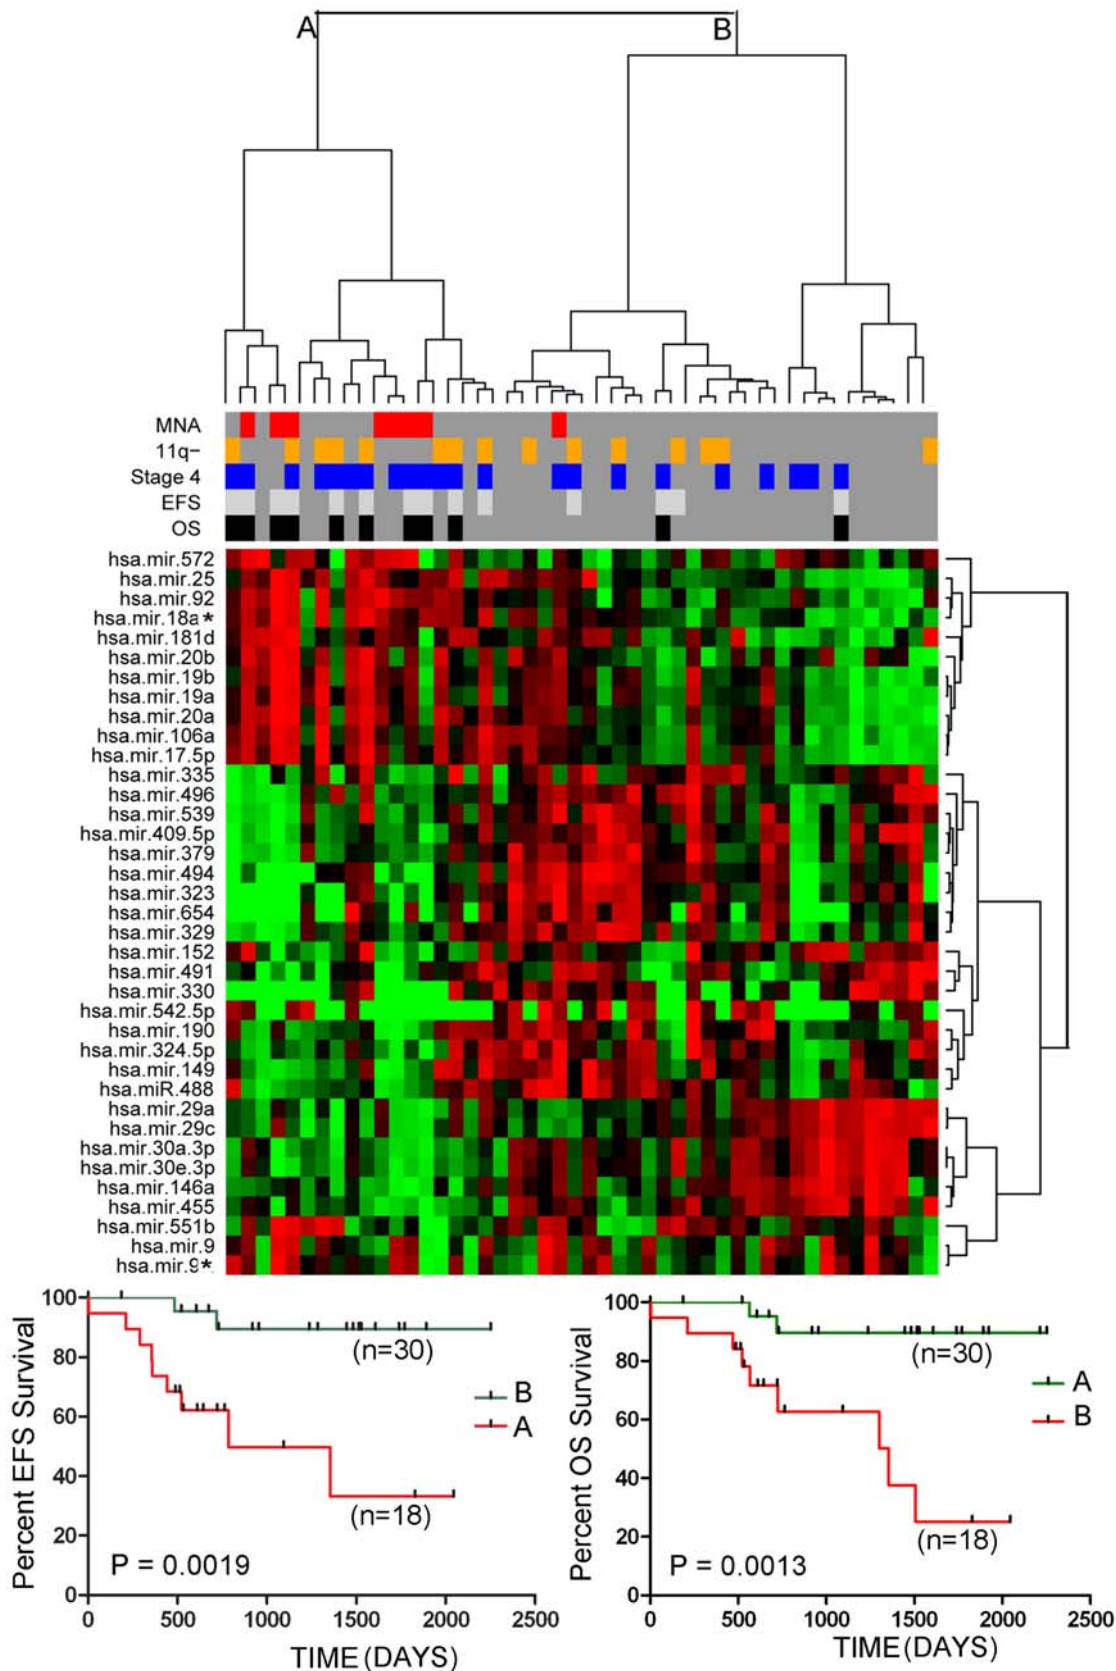 A B
MNA
11q−
Stage 4
EFS
OS
hsa.mir.572
hsa.mir.25
hsa.mir.92
hsa.mir.18a*
hsa.mir.181d
hsa.mir.20b
hsa.mir.19b
hsa.mir.19a
hsa.mir.20a
hsa.mir.106a
hsa.mir.17.5p
hsa.mir.335
hsa.mir.496
hsa.mir.539
hsa.mir.409.5p
hsa.mir.379
hsa.mir.494
hsa.mir.323
hsa.mir.654
hsa.mir.329
hsa.mir.152
hsa.mir.491
hsa.mir.330
hsa.mir.542.5p
hsa.mir.190
hsa.mir.324.5p
hsa.mir.149
hsa.miR.488
hsa.mir.29a
hsa.mir.29c
hsa.mir.30a.3p
hsa.mir.30e.3p
hsa.mir.146a
hsa.mir.455
hsa.mir.551b
hsa.mir.9
hsa.mir.9*
Percent EFS Survival
100
80
60
40
20
0
(n=30)
B
A
(n=18)
P = 0.0019
0 500 1000 1500 2000 2500
TIME (DAYS)
Percent OS Survival
100
80
60
40
20
0
(n=30)
A
B
(n=18)
P = 0.0013
0 500 1000 1500 2000 2500
TIME (DAYS)